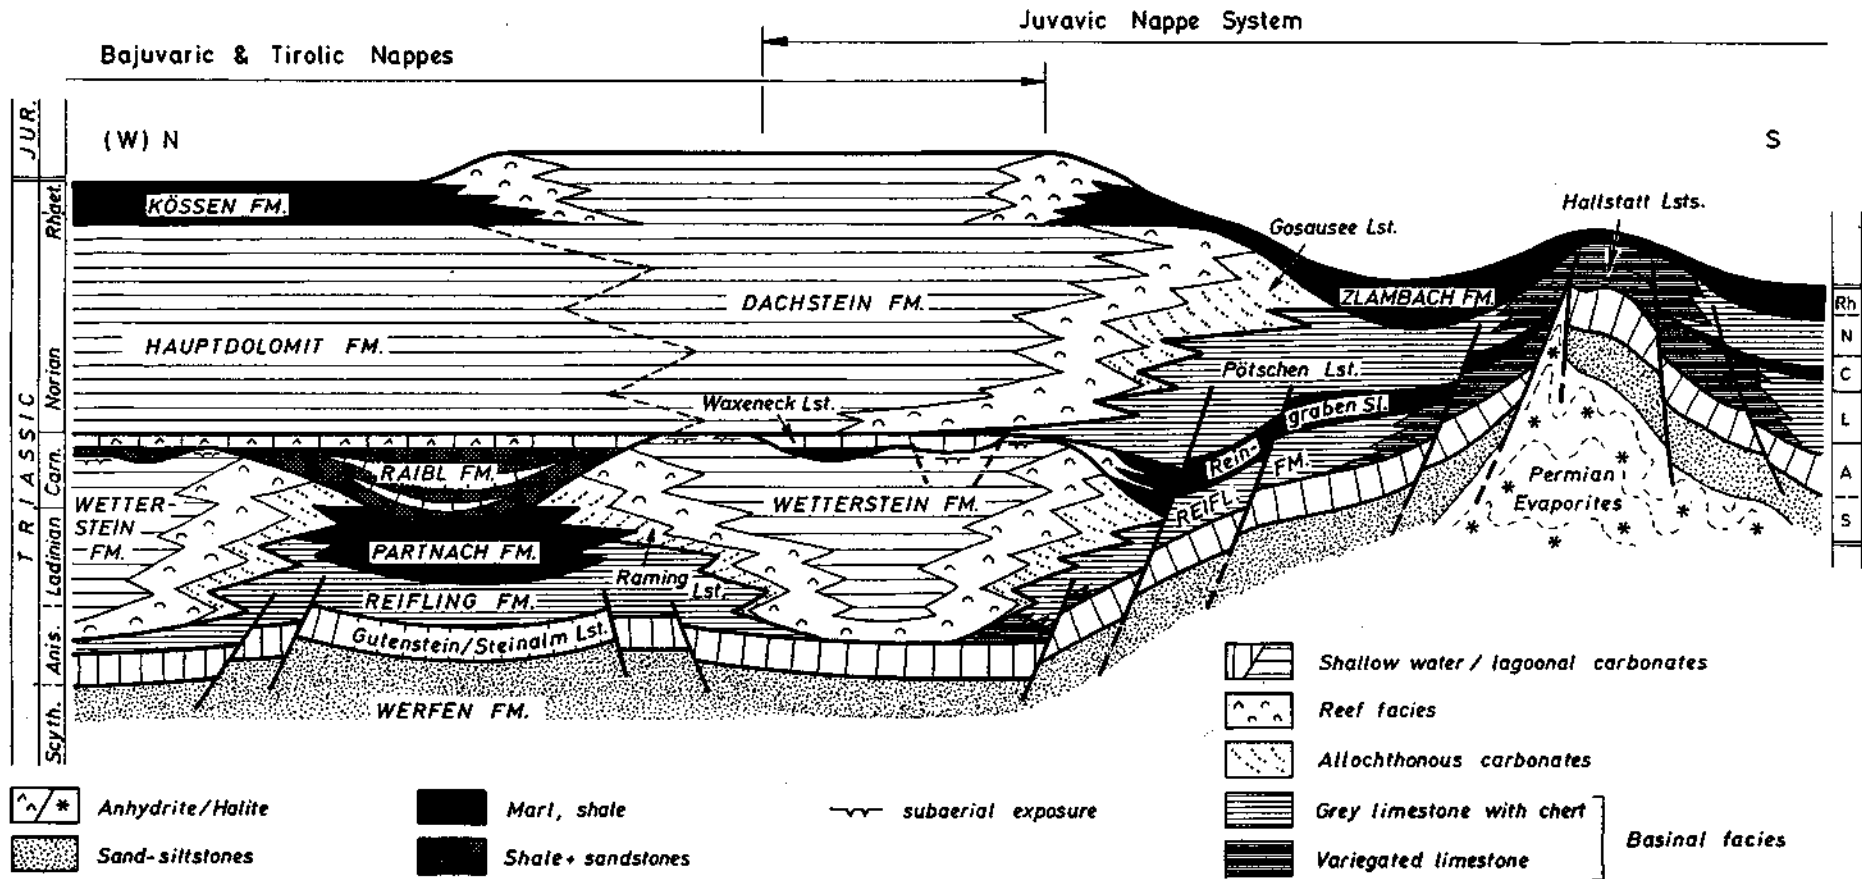 Juvavic Nappe System
Bajuvaric & Tirolic Nappes
JUR.
(W) N
S
Rhaet.
KÖSSEN FM.
Hallstatt Lsts.
Gosausee Lst.
DACHSTEIN FM.
ZLAMBACH FM.
Rh
N
C
L
A
S
HAUPTDOLOMIT FM.
Norian
TRIASSIC
Pötschen Lst.
Waxeneck Lst.
graben Sl.
Rein-
FM.
REIFL.
Carn.
RAIBL FM.
WETTER-
STEIN
FM.
WETTERSTEIN FM.
Permian
Evaporites
Ladinian
PARTNACH FM.
Raming
Lst.
REIFLING FM.
Anis.
Gutenstein/Steinalm Lst.
Scyth.
WERFEN FM.
Shallow water / lagoonal carbonates
Reef facies
Allochthonous carbonates
Grey limestone with chert
Variegated limestone
Basinal facies
Anhydrite/Halite
Sand-siltstones
Marl, shale
Shale + sandstones
subaerial exposure